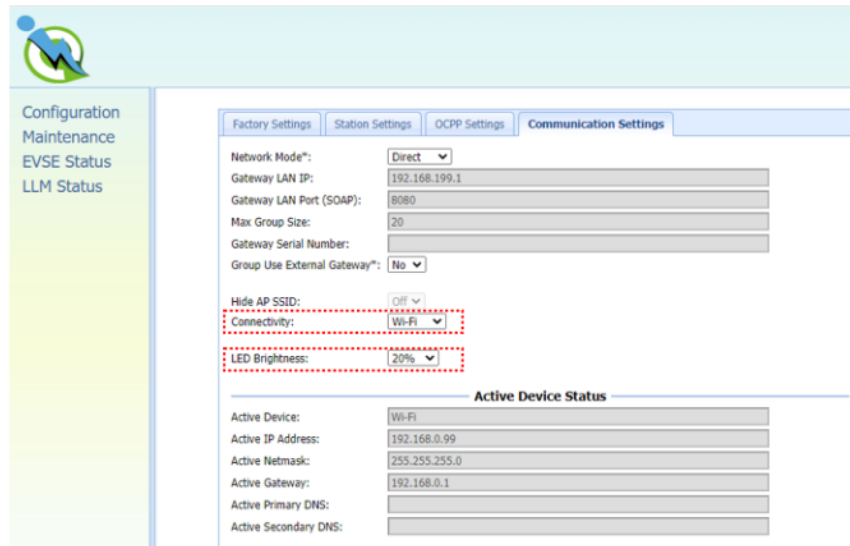 Configuration
Maintenance
EVSE Status
LLM Status
Factory Settings Station Settings OCPP Settings Communication Settings
Network Mode*: Direct
Gateway LAN IP: 192.168.199.1
Gateway LAN Port (SOAP): 8080
Max Group Size: 20
Gateway Serial Number:
Group Use External Gateway*: No
Hide AP SSID: Off
Connectivity: Wi-Fi
LED Brightness: 20%
Active Device Status
Active Device: Wi-Fi
Active IP Address: 192.168.0.99
Active Netmask: 255.255.255.0
Active Gateway: 192.168.0.1
Active Primary DNS:
Active Secondary DNS: